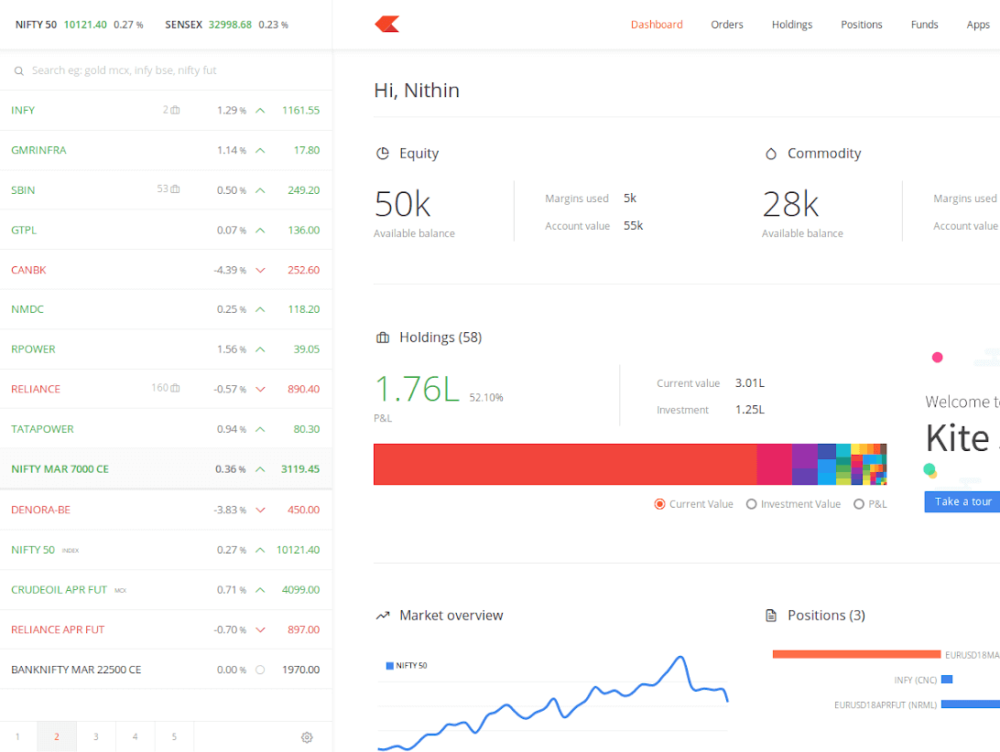 NIFTY 50 10121.40 0.27 % SENSEX 32998.68 0.23 %
Dashboard Orders Holdings Positions Funds Apps
Search eg: gold mcx, infy bse, nifty fut
INFY 2 1.29 % 1161.55
GMRINFRA 1.14 % 17.80
SBIN 53 0.50 % 249.20
GTPL 0.07 % 136.00
CANBK -4.39 % 252.60
NMDC 0.25 % 118.20
RPOWER 1.56 % 39.05
RELIANCE 160 -0.57 % 890.40
TATAPOWER 0.94 % 80.30
NIFTY MAR 7000 CE 0.36 % 3119.45
DENORA-BE -3.83 % 450.00
NIFTY 50 INDEX 0.27 % 10121.40
CRUDEOIL APR FUT MCX 0.71 % 4099.00
RELIANCE APR FUT -0.70 % 897.00
BANKNIFTY MAR 22500 CE 0.00 % 1970.00
1 2 3 4 5
Hi, Nithin
Equity
50k
Available balance
Margins used 5k
Account value 55k
Commodity
28k
Available balance
Margins used
Account value
Holdings (58)
1.76L 52.10%
P&L
Current value 3.01L
Investment 1.25L
Current Value Investment Value P&L
Welcome to
Kite
Take a tour
Market overview
NIFTY 50
Positions (3)
EURUSD18MA
INFY (CNC)
EURUSD18APRFUT (NRML)